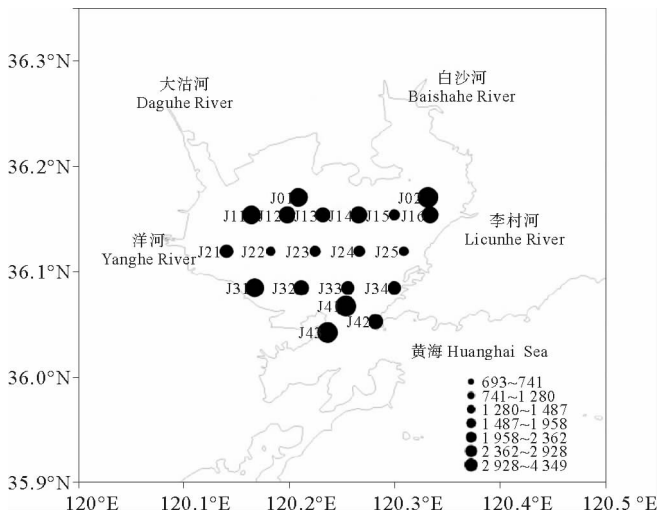 36.3°N
36.2°N
36.1°N
36.0°N
35.9°N
大沽河
Daguhe River
白沙河
Baishahe River
J01
J02
J11 J12 J13 J14 J15 J16
李村河
Licunhe River
洋河
Yanghe River
J21 J22 J23 J24 J25
J31 J32 J33 J34
J41
J42
J43
黄海 Huanghai Sea
693~741
741~1 280
1 280~1 487
1 487~1 958
1 958~2 362
2 362~2 928
2 928~4 349
120°E 120.1°E 120.2°E 120.3°E 120.4°E 120.5°E